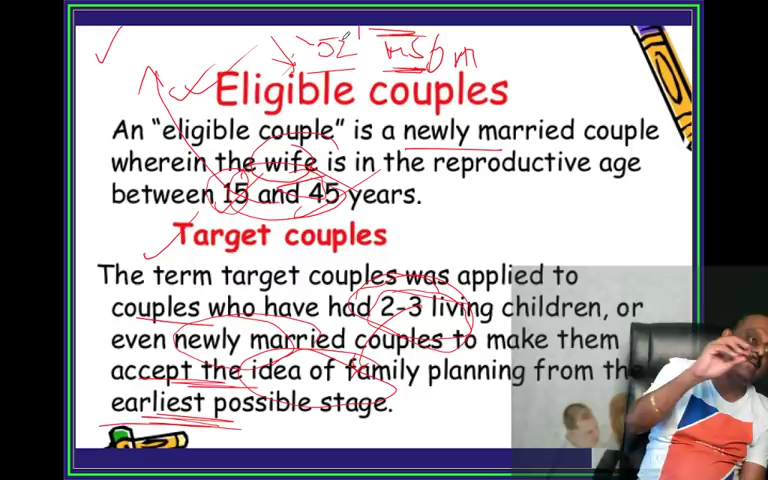 Eligible couples
An “eligible couple” is a newly married couple
wherein the wife is in the reproductive age
between 15 and 45 years.
Target couples
The term target couples was applied to
couples who have had 2-3 living children, or
even newly married couples to make them
accept the idea of family planning from the
earliest possible stage.